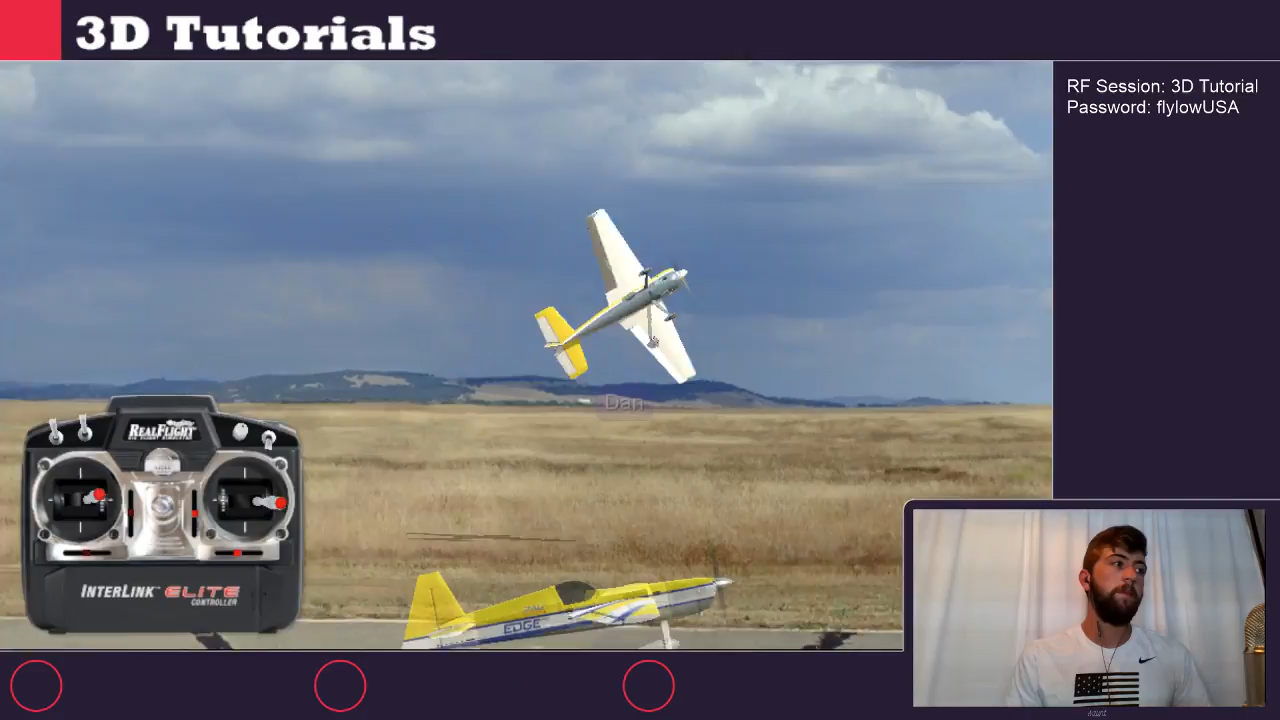 3D Tutorials
RF Session: 3D Tutorial
Password: flylowUSA
Dan
REALFLIGHT
INTERLINK ELITE
CONTROLLER
EDGE